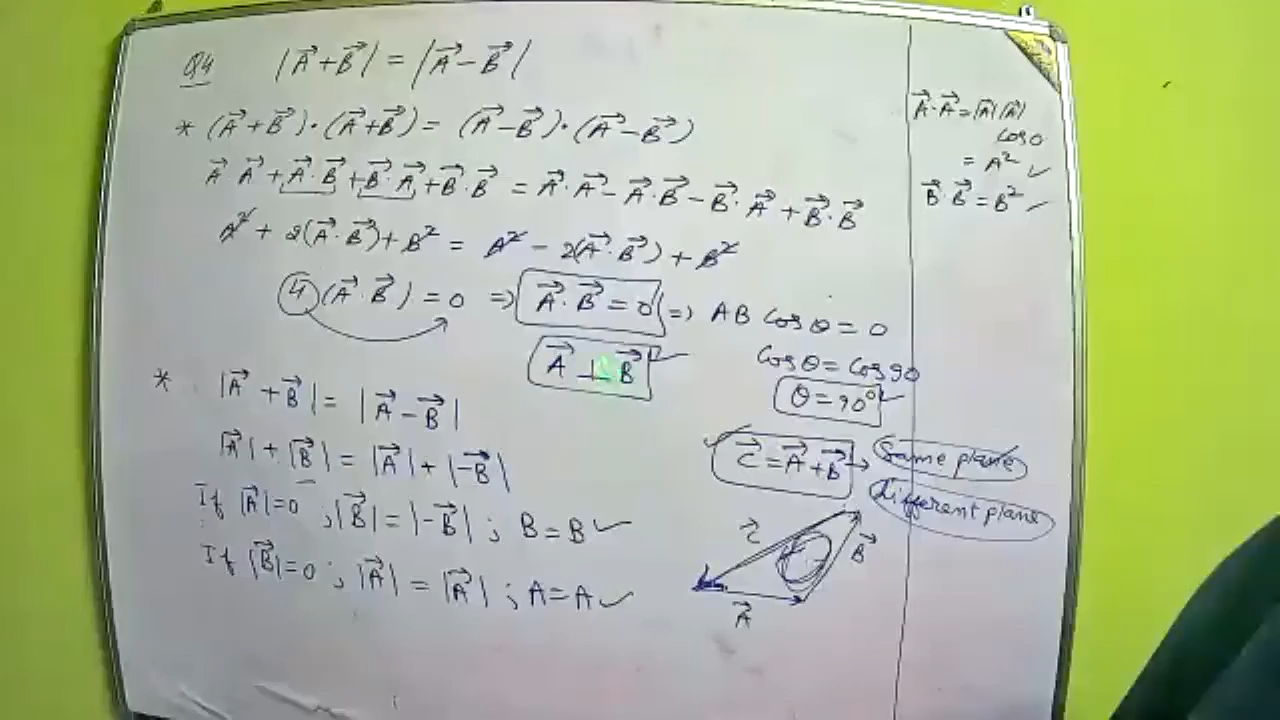 Q4 |A⃗+B⃗| = |A⃗-B⃗|
* (A⃗+B⃗)·(A⃗+B⃗) = (A⃗-B⃗)·(A⃗-B⃗)
A⃗ A⃗ + A⃗·B⃗ + B⃗·A⃗ + B⃗·B⃗ = A⃗·A⃗ - A⃗·B⃗ - B⃗·A⃗ + B⃗·B⃗
A² + 2(A⃗·B⃗) + B² = A² - 2(A⃗·B⃗) + B²
4(A⃗·B⃗) = 0 ⇒ A⃗·B⃗ = 0 ⇒ AB Cosθ = 0
A⃗ ⊥ B⃗
Cosθ = Cos90
θ = 90°
* |A⃗ + B⃗| = |A⃗ - B⃗|
|A⃗| + |B⃗| = |A⃗| + |-B⃗|
If |A⃗|=0 ; |B⃗| = |-B⃗| ; B = B ✓
If |B⃗|=0 ; |A⃗| = |A⃗| ; A = A ✓
C⃗ = A⃗ + B⃗ → Same plane
different plane
C⃗
B⃗
A⃗
A⃗·A⃗ = |A⃗| |A⃗|
Cos0
= A² ✓
B⃗·B⃗ = B² ✓